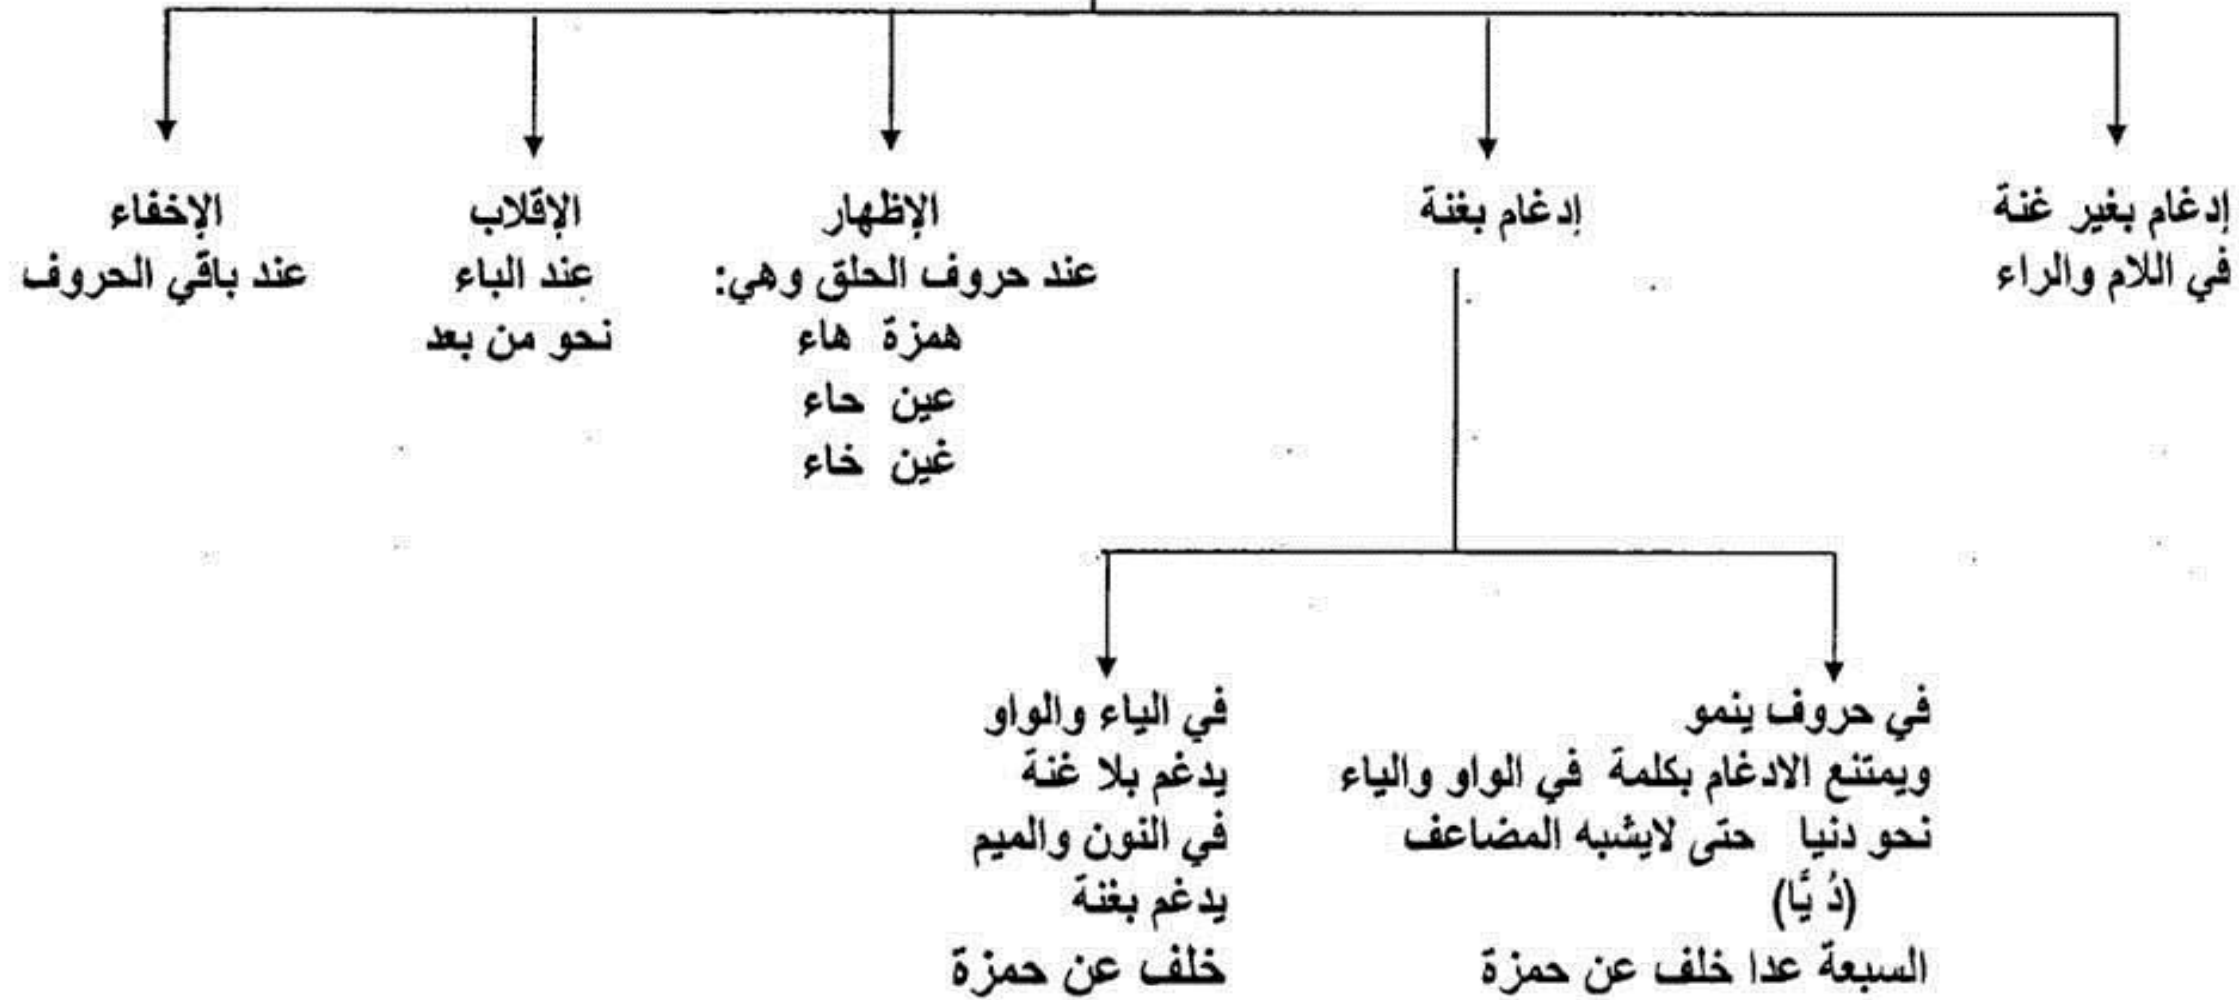 إدغام بغير غنة
في اللام والراء
إدغام بغنة
الإظهار
عند حروف الحلق وهي:
همزة هاء
عين حاء
غين خاء
الإقلاب
عند الباء
نحو من بعد
الإخفاء
عند باقي الحروف
في حروف ينمو
ويمتنع الادغام بكلمة في الواو والياء
نحو دنيا حتى لايشبه المضاعف
(دُ يًّا)
السبعة عدا خلف عن حمزة
في الياء والواو
يدغم بلا غنة
في النون والميم
يدغم بغنة
خلف عن حمزة